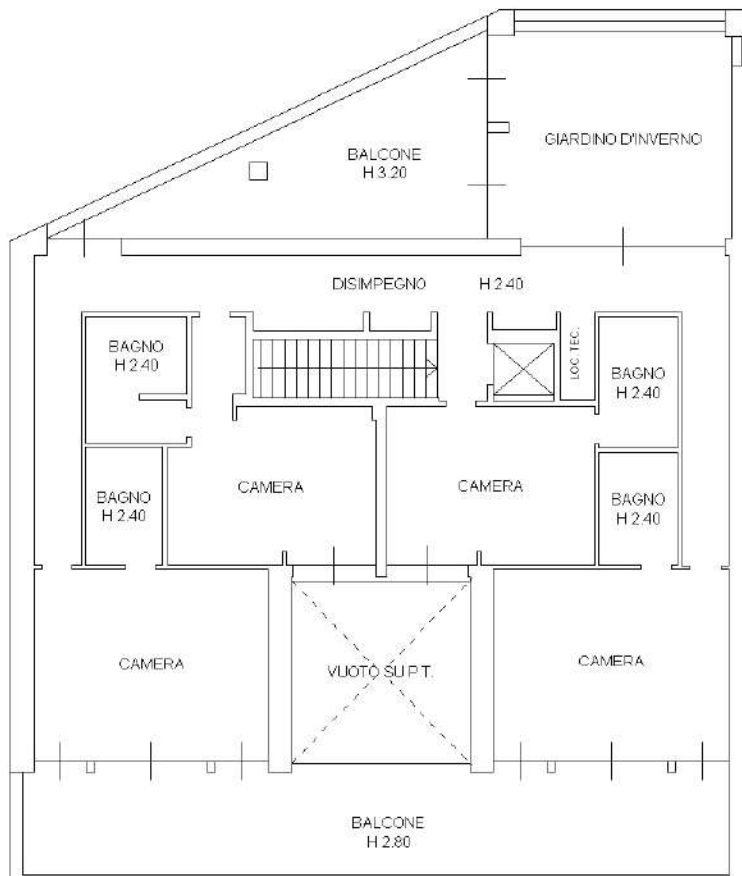 GIARDINO D'INVERNO
BALCONE
H 3.20
DISIMPEGNO H 2.40
BAGNO
H 2.40
LOC. TEC.
BAGNO
H 2.40
CAMERA
CAMERA
BAGNO
H 2.40
BAGNO
H 2.40
CAMERA
VUOTO SU P.T.
CAMERA
BALCONE
H 2.80